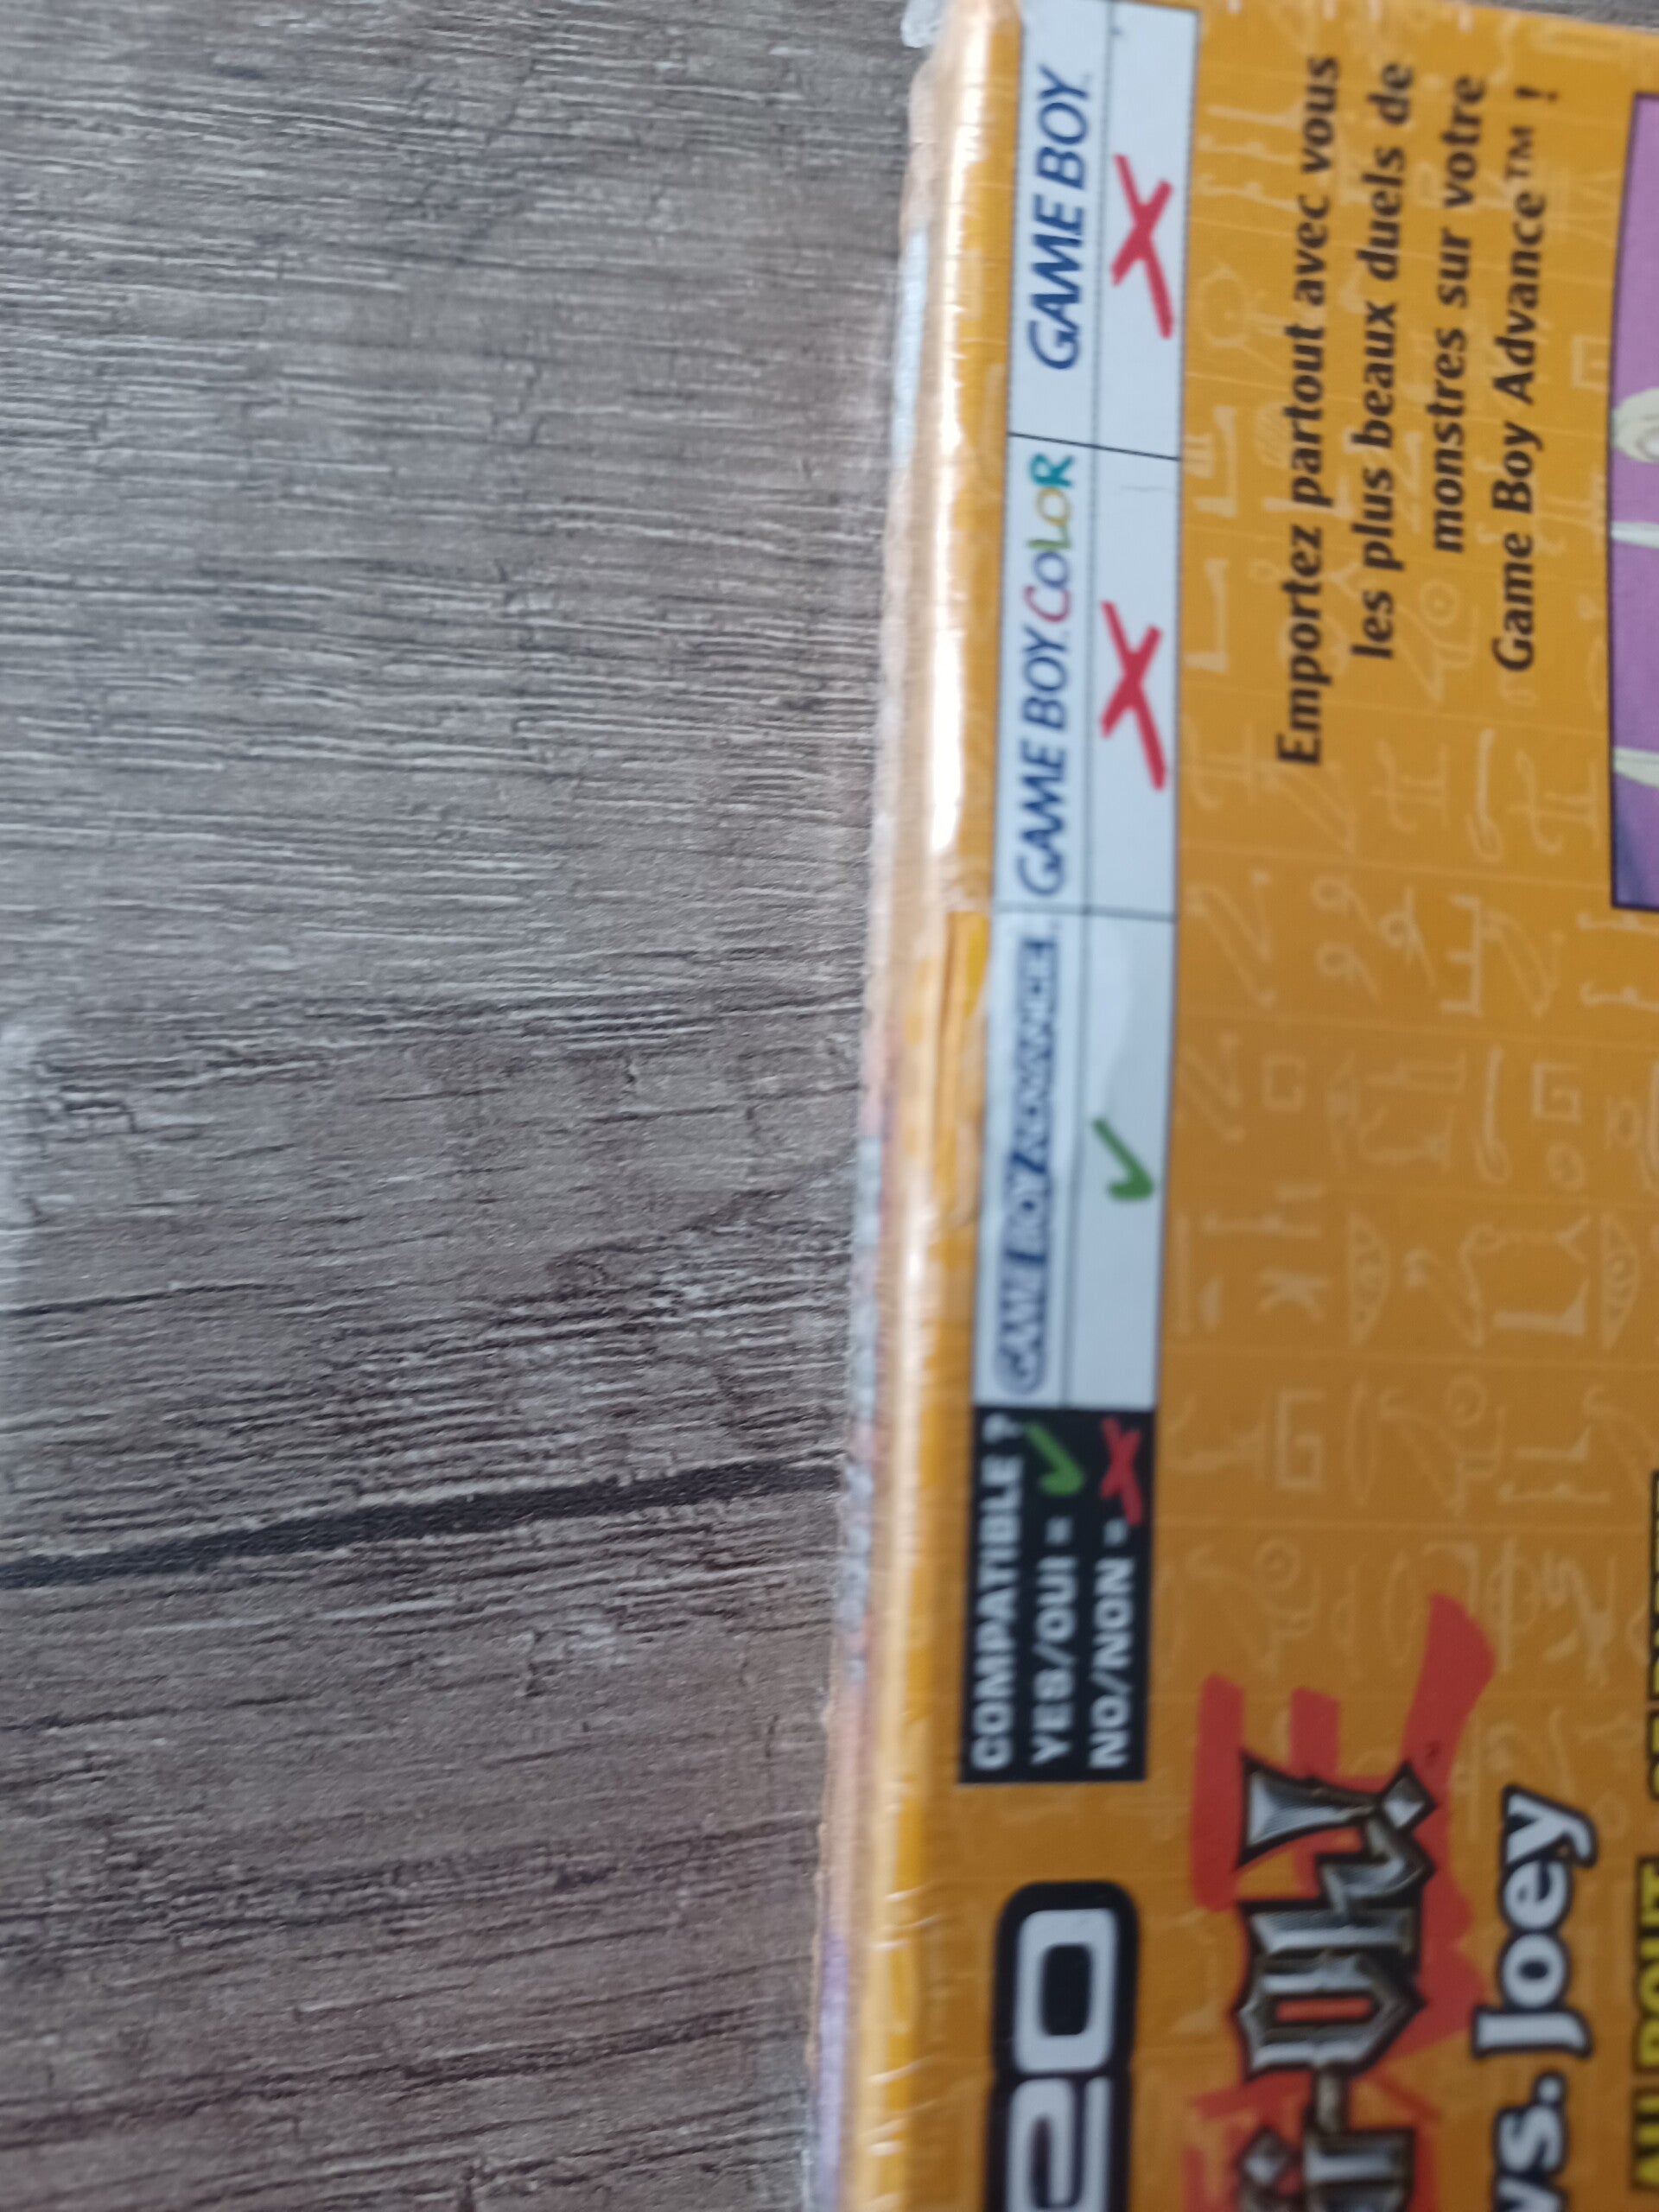 COMPATIBLE ?
YES/OUI =
NO/NON =
GAME BOY ADVANCE
GAME BOY COLOR
GAME BOY
Emportez partout avec vous
les plus beaux duels de
monstres sur votre
Game Boy Advance™ !
vs. Joey